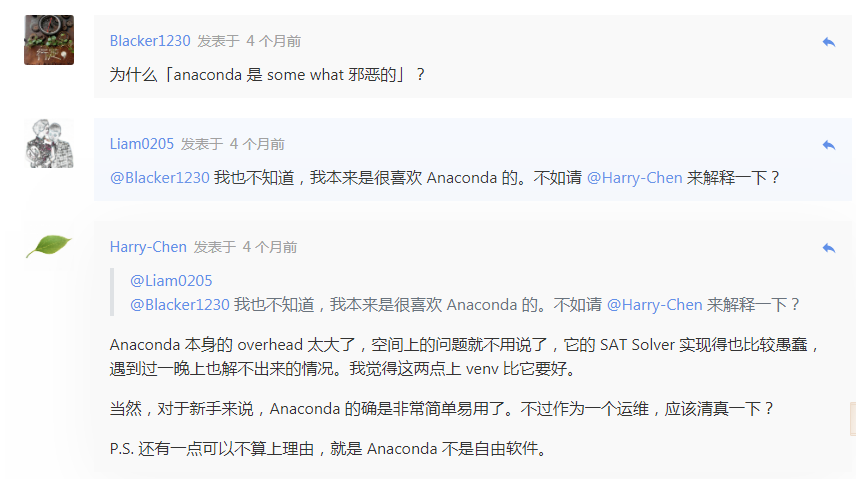 Blacker1230 发表于 4 个月前
为什么「anaconda 是 some what 邪恶的」？
Liam0205 发表于 4 个月前
@Blacker1230 我也不知道，我本来是很喜欢 Anaconda 的。不如请 @Harry-Chen 来解释一下？
Harry-Chen 发表于 4 个月前
@Liam0205
@Blacker1230 我也不知道，我本来是很喜欢 Anaconda 的。不如请 @Harry-Chen 来解释一下？
Anaconda 本身的 overhead 太大了，空间上的问题就不用说了，它的 SAT Solver 实现得也比较愚蠢，
遇到过一晚上也解不出来的情况。我觉得这两点上 venv 比它要好。
当然，对于新手来说，Anaconda 的确是非常简单易用了。不过作为一个运维，应该清真一下？
P.S. 还有一点可以不算上理由，就是 Anaconda 不是自由软件。